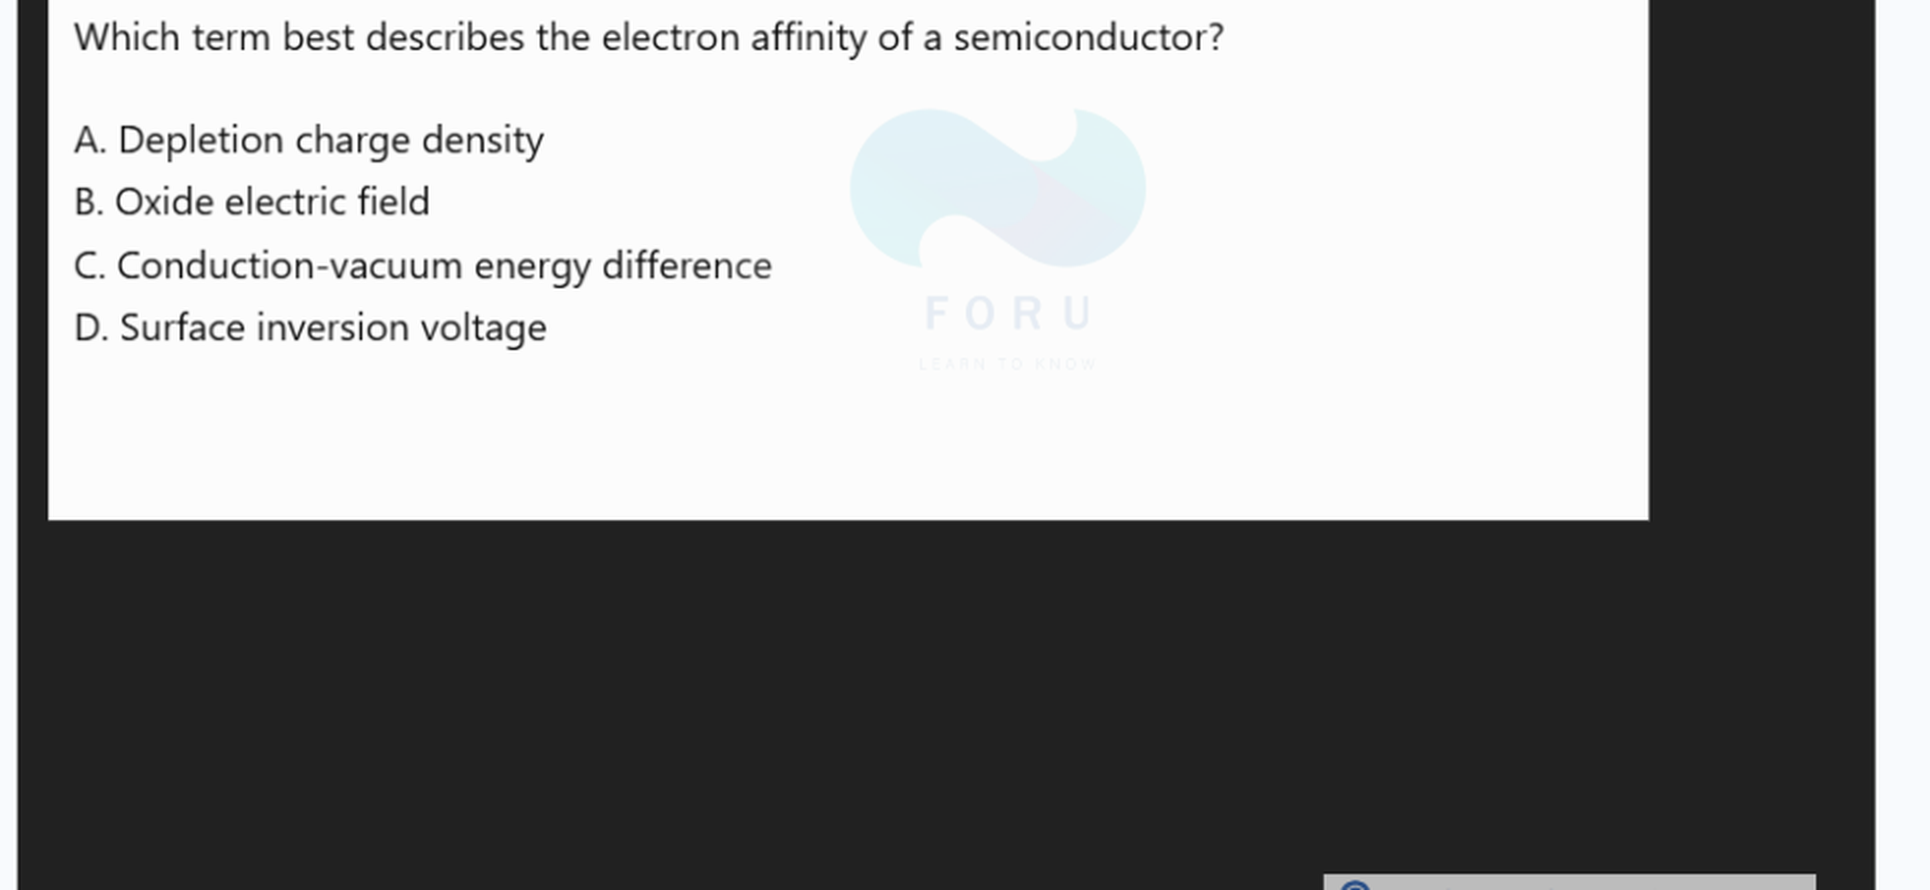 Which term best describes the electron affinity of a semiconductor?
A. Depletion charge density
B. Oxide electric field
C. Conduction-vacuum energy difference
D. Surface inversion voltage
FORU
LEARN TO KNOW